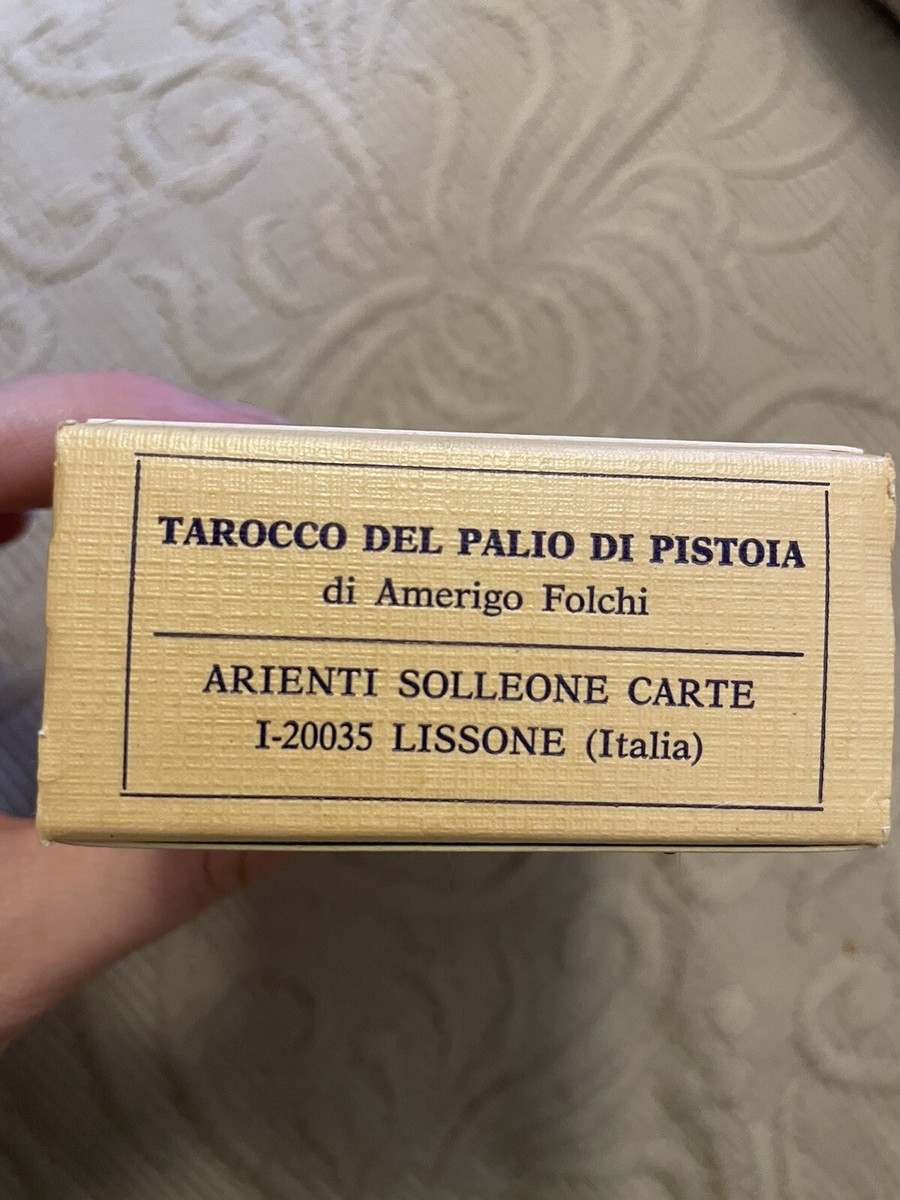 TAROCCO DEL PALIO DI PISTOIA
di Amerigo Folchi
ARIENTI SOLLEONE CARTE
I-20035 LISSONE (Italia)